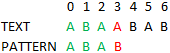 0 1 2 3 4 5 6
TEXT A B A A B A B
PATTERN A B A B